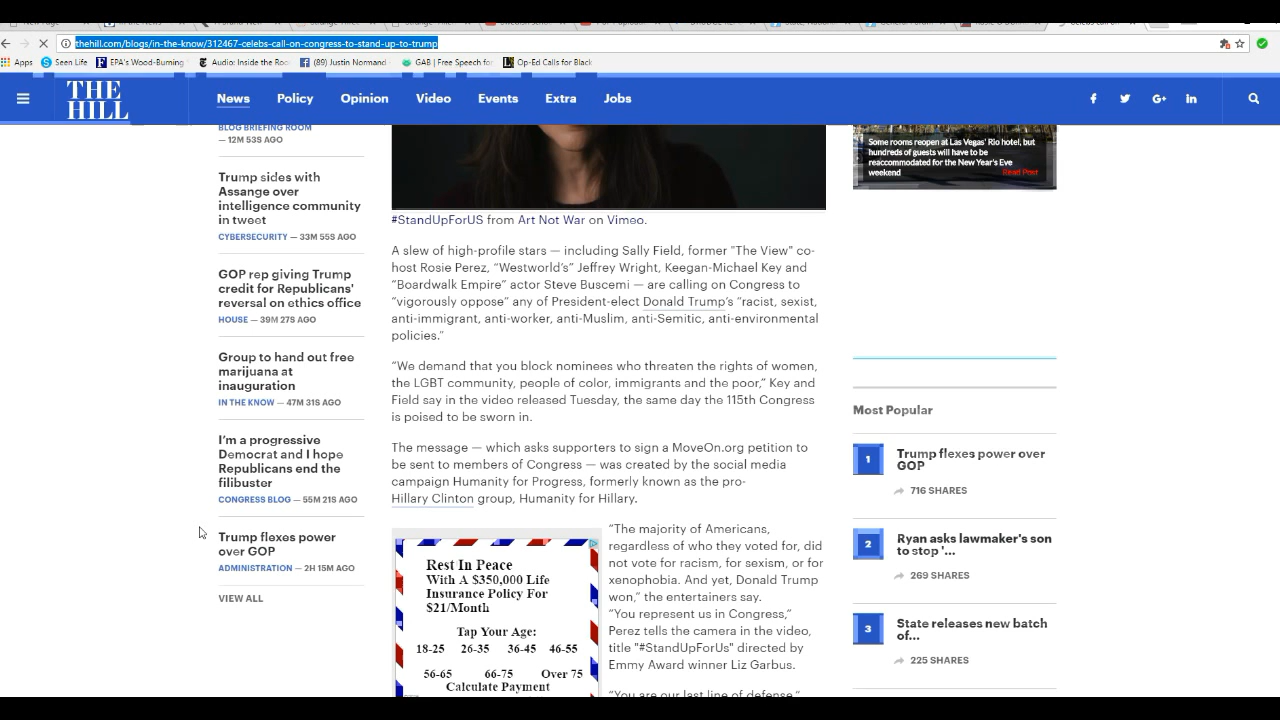 thehill.com/blogs/in-the-know/312467-celebs-call-on-congress-to-stand-up-to-trump
Apps
Seen Life
EPA's Wood-Burning
Audio: Inside the Roo
(89) Justin Normand
GAB | Free Speech for
Op-Ed Calls for Black
THE
HILL
News
Policy
Opinion
Video
Events
Extra
Jobs
BLOG BRIEFING ROOM
— 12M 53S AGO
Trump sides with
Assange over
intelligence community
in tweet
CYBERSECURITY — 33M 55S AGO
GOP rep giving Trump
credit for Republicans'
reversal on ethics office
HOUSE — 39M 27S AGO
Group to hand out free
marijuana at
inauguration
IN THE KNOW — 47M 31S AGO
I'm a progressive
Democrat and I hope
Republicans end the
filibuster
CONGRESS BLOG — 55M 21S AGO
Trump flexes power
over GOP
ADMINISTRATION — 2H 15M AGO
VIEW ALL
#StandUpForUS from Art Not War on Vimeo.
A slew of high-profile stars — including Sally Field, former "The View" co-
host Rosie Perez, “Westworld’s” Jeffrey Wright, Keegan-Michael Key and
“Boardwalk Empire” actor Steve Buscemi — are calling on Congress to
“vigorously oppose” any of President-elect Donald Trump’s “racist, sexist,
anti-immigrant, anti-worker, anti-Muslim, anti-Semitic, anti-environmental
policies.”
“We demand that you block nominees who threaten the rights of women,
the LGBT community, people of color, immigrants and the poor,” Key and
Field say in the video released Tuesday, the same day the 115th Congress
is poised to be sworn in.
The message — which asks supporters to sign a MoveOn.org petition to
be sent to members of Congress — was created by the social media
campaign Humanity for Progress, formerly known as the pro-
Hillary Clinton group, Humanity for Hillary.
Rest In Peace
With A $350,000 Life
Insurance Policy For
$21/Month
Tap Your Age:
18-25 26-35 36-45 46-55
56-65 66-75 Over 75
Calculate Payment
“The majority of Americans,
regardless of who they voted for, did
not vote for racism, for sexism, or for
xenophobia. And yet, Donald Trump
won,” the entertainers say.
“You represent us in Congress,”
Perez tells the camera in the video,
title "#StandUpForUs" directed by
Emmy Award winner Liz Garbus.
“You are our last line of defense,”
Some rooms reopen at Las Vegas' Rio hotel, but
hundreds of guests will have to be
reaccommodated for the New Year's Eve
weekend
Read Post
Most Popular
1
Trump flexes power over
GOP
716 SHARES
2
Ryan asks lawmaker's son
to stop '...
269 SHARES
3
State releases new batch
of...
225 SHARES